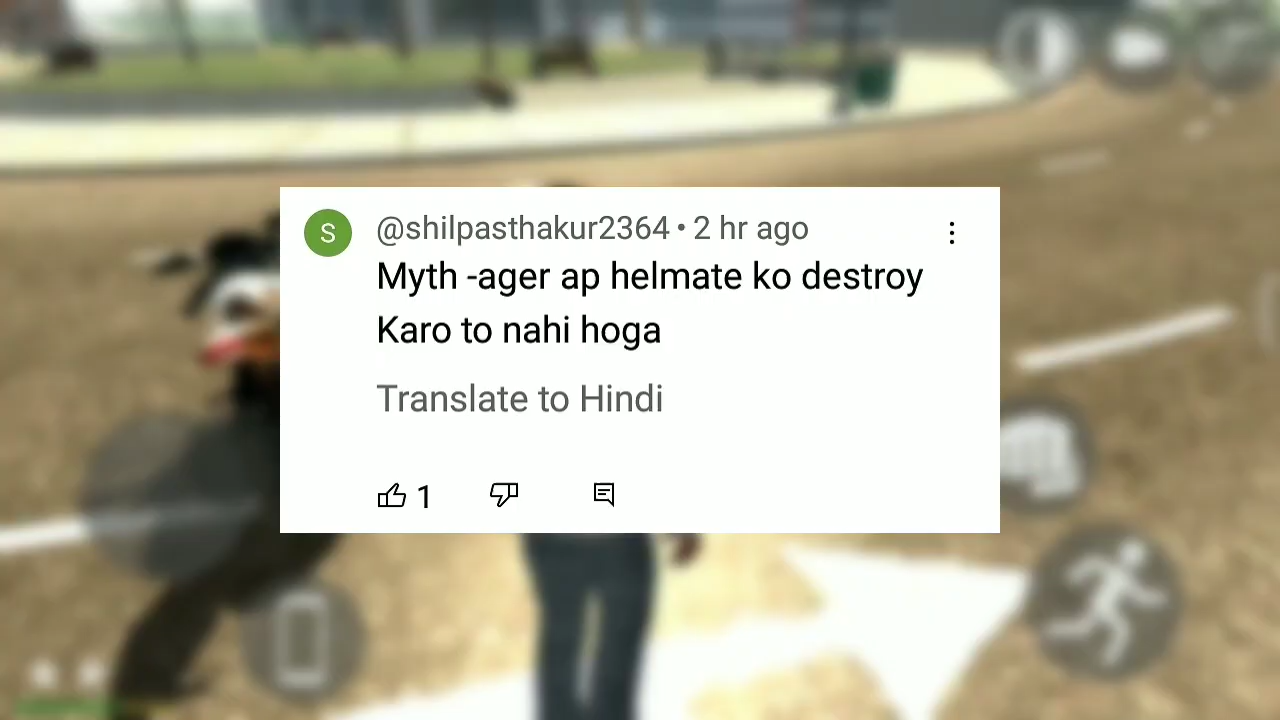 S
@shilpasthakur2364 • 2 hr ago
Myth -ager ap helmate ko destroy
Karo to nahi hoga
Translate to Hindi
1